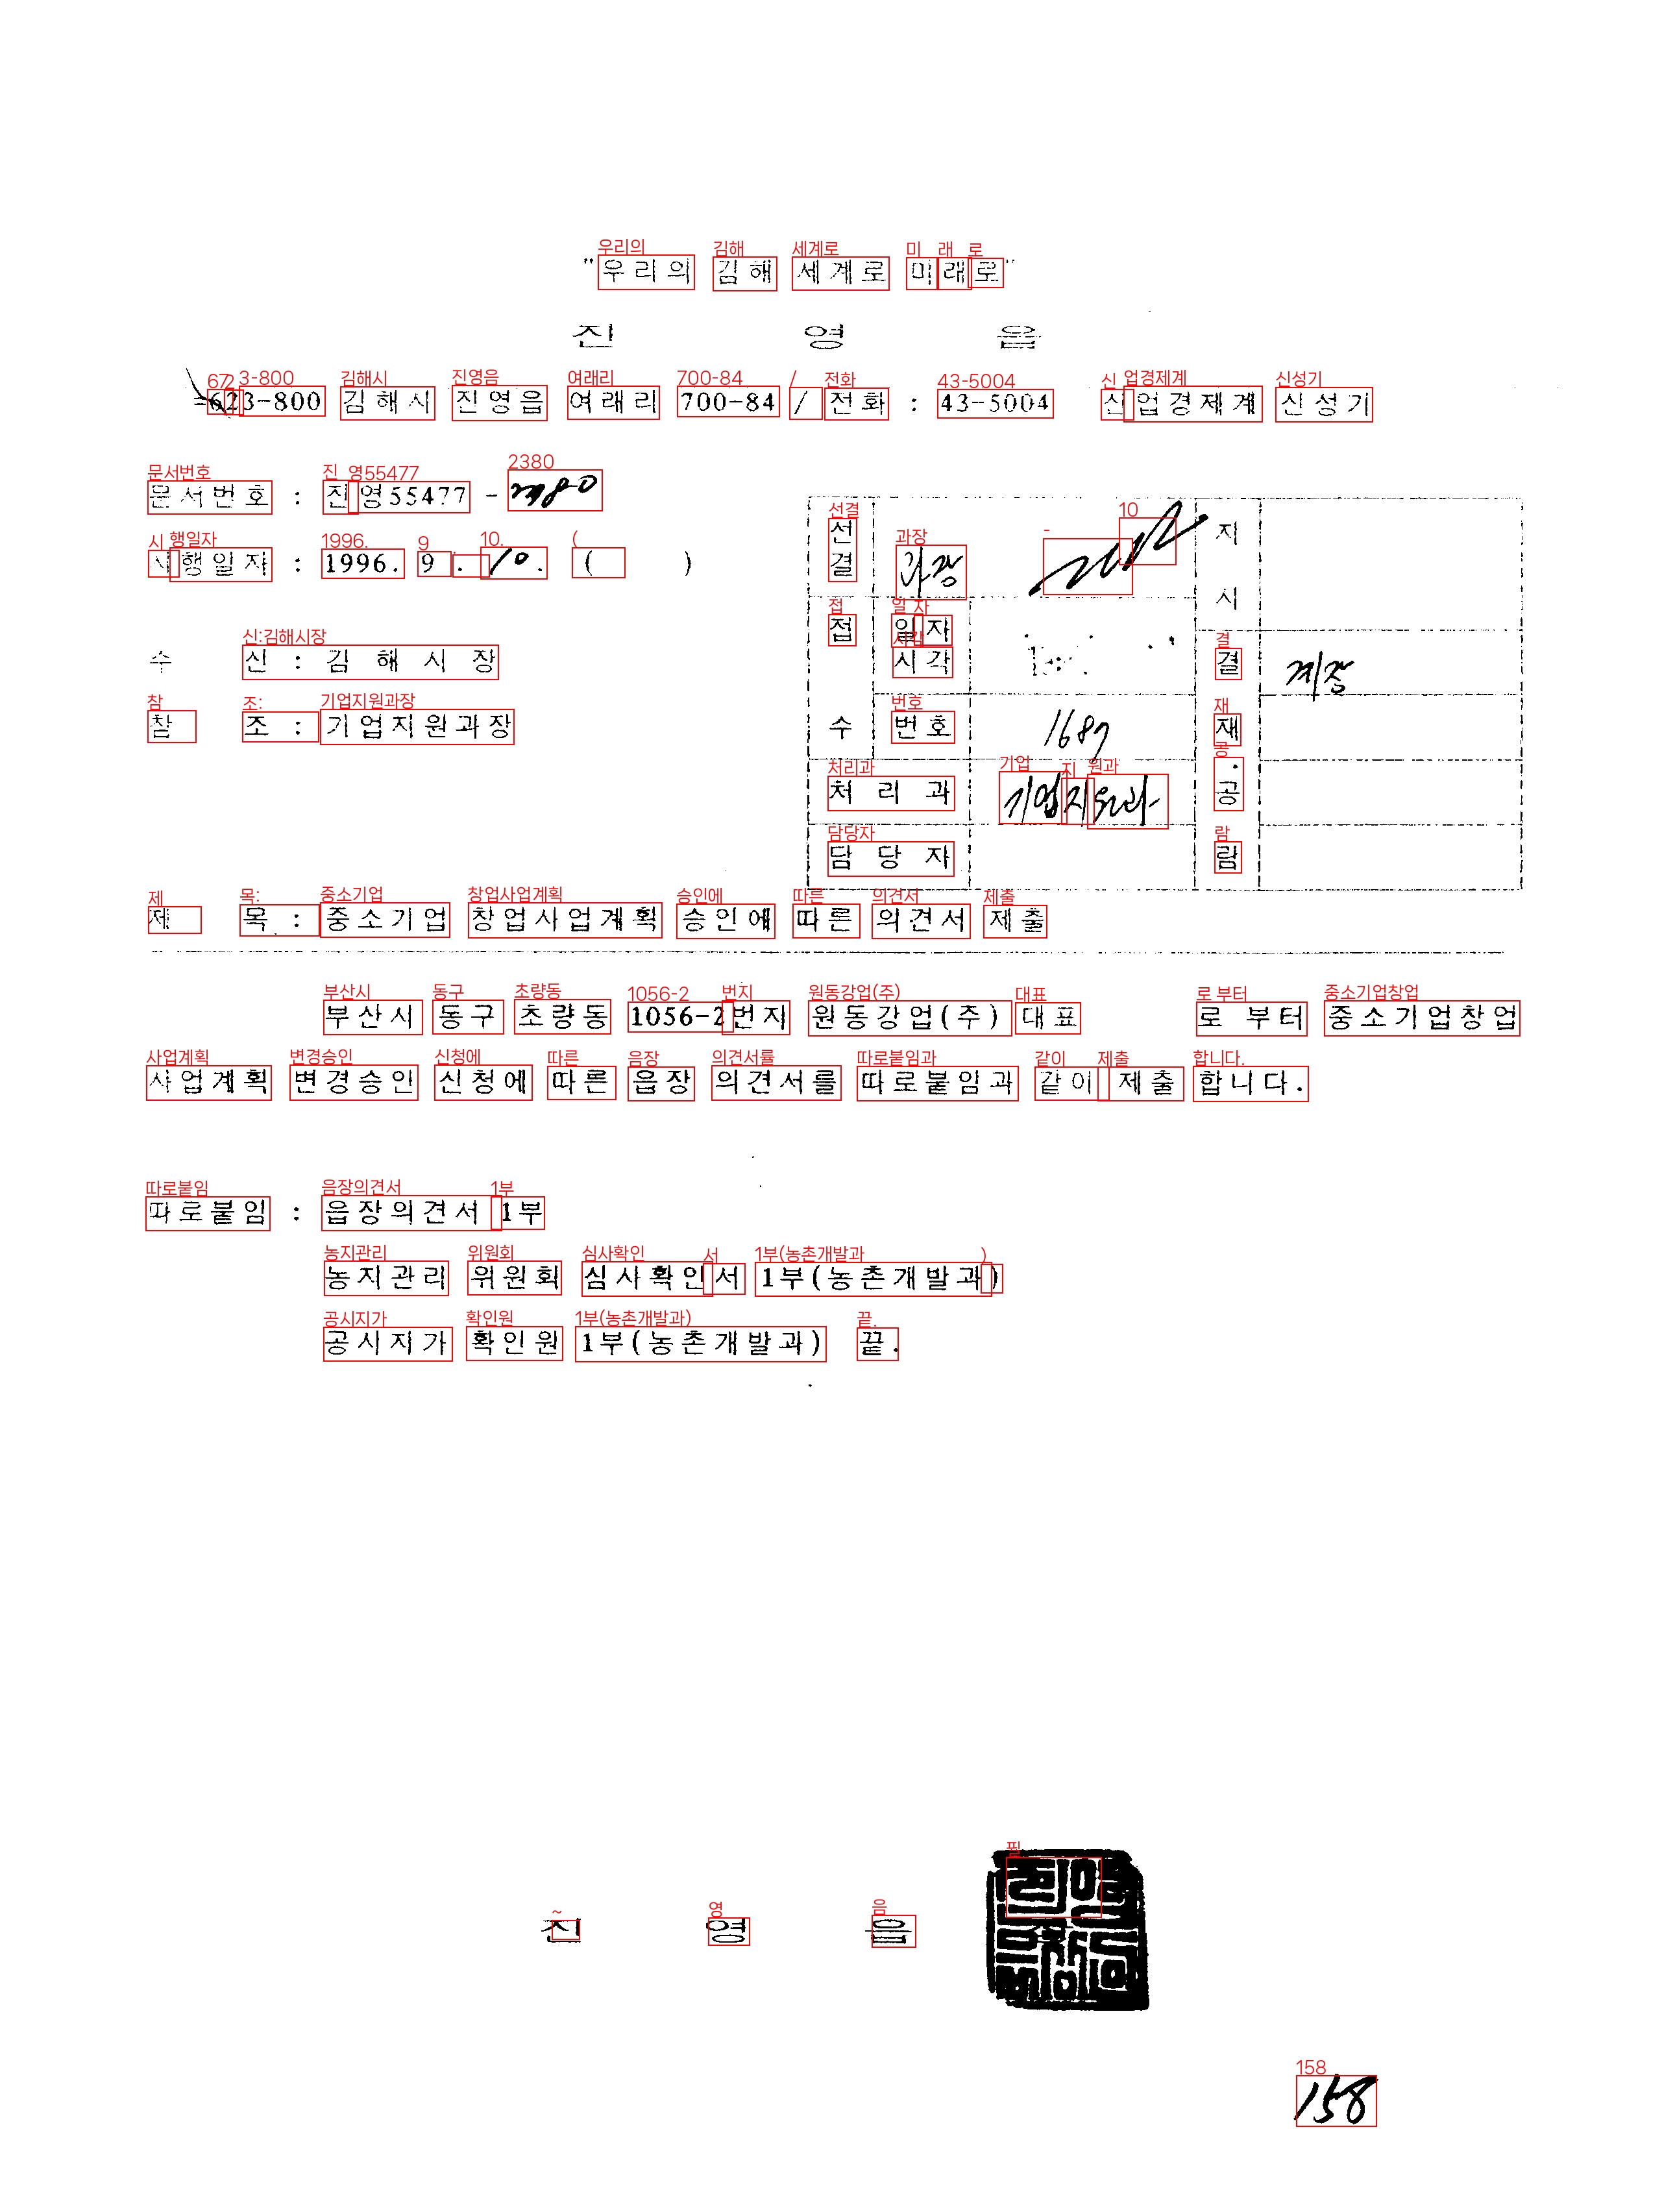 "우리의 김해 세계로 미래로"
진 영 읍
623-800 김해시 진영읍 여래리 700-84 / 전화 : 43-5004 산업경제계 신성기
문서번호 : 진영55477 - 2380
시행일자 : 1996. 9 . 10. ( )
수 신 : 김 해 시 장
참 조 : 기업지원과장
선결 과장 지시
접수 일자 시각 결재·공람 계장
번호 1687
처 리 과 기업지원과
담 당 자
제 목 : 중소기업 창업사업계획 승인에 따른 의견서 제출
부산시 동구 초량동 1056-2번지 원동강업(주) 대표 로 부터 중소기업창업
사업계획 변경승인 신청에 따른 읍장 의견서를 따로붙임과 같이 제출 합니다.
따로붙임 : 읍장의견서 1부
농지관리 위원회 심사확인서 1부(농촌개발과)
공시지가 확인원 1부(농촌개발과) 끝.
진 영 읍
158